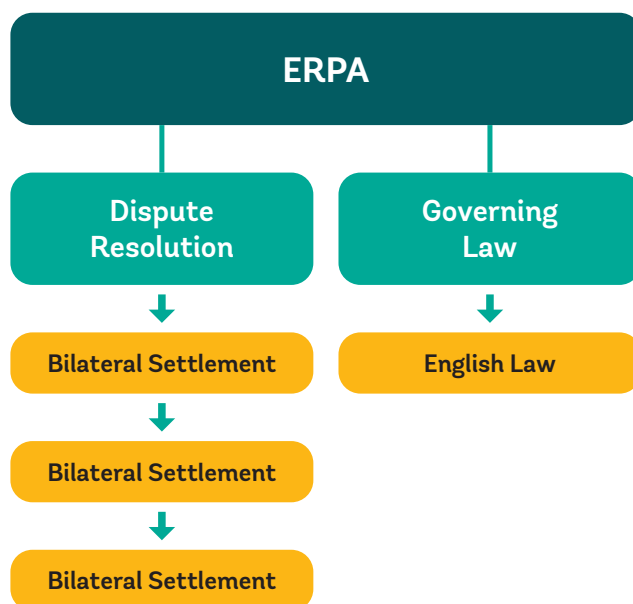 ERPA
Dispute
Resolution
Governing
Law
Bilateral Settlement
English Law
Bilateral Settlement
Bilateral Settlement